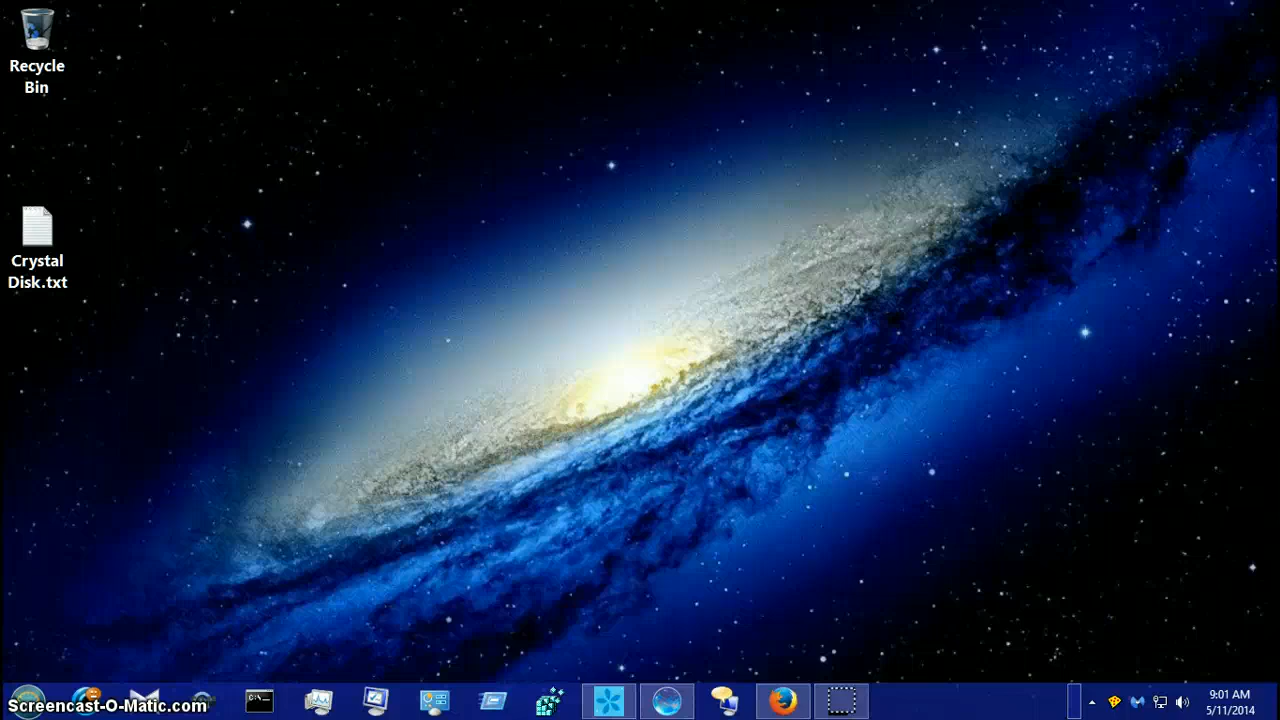 Recycle
Bin
Crystal
Disk.txt
C:\_
Screencast-O-Matic.com
9:01 AM
5/11/2014